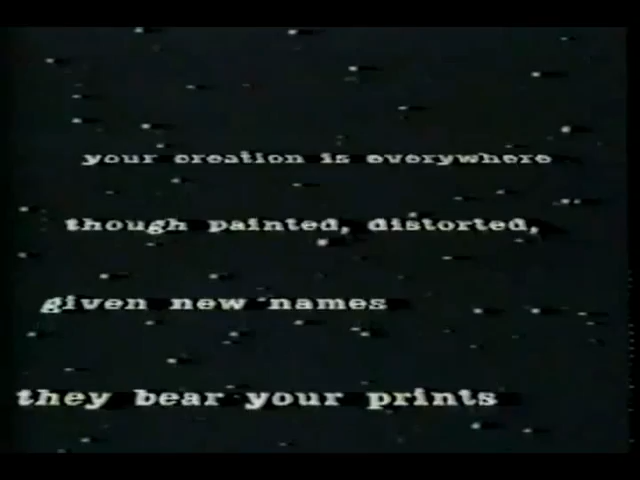 your creation is everywhere
though painted, distorted,
given new names
they bear your prints